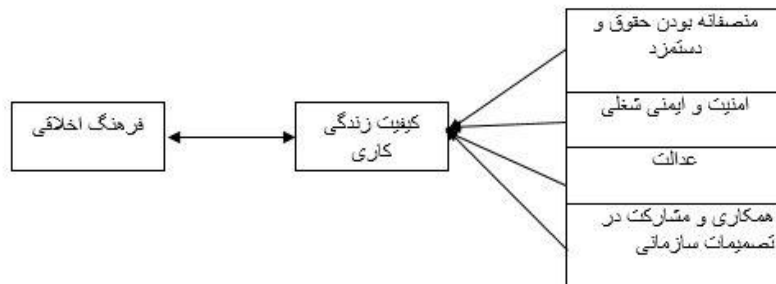 منصفانه بودن حقوق و
دستمزد
امنیت و ایمنی شغلی
عدالت
همکاری و مشارکت در
تصمیمات سازمانی
کیفیت زندگی
کاری
فرهنگ اخلاقی